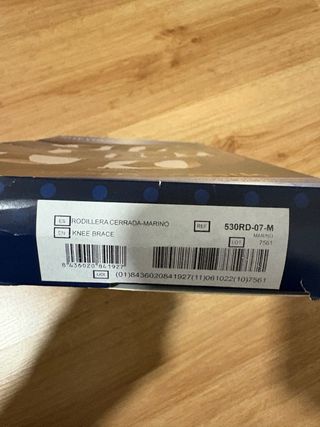 ES RODILLERA CERRADA-MARINO
EN KNEE BRACE
REF 530RD-07-M
MARINO
LOT 7561
8 436020 841927
UDI (01)8436020841927(11)061022(10)7561